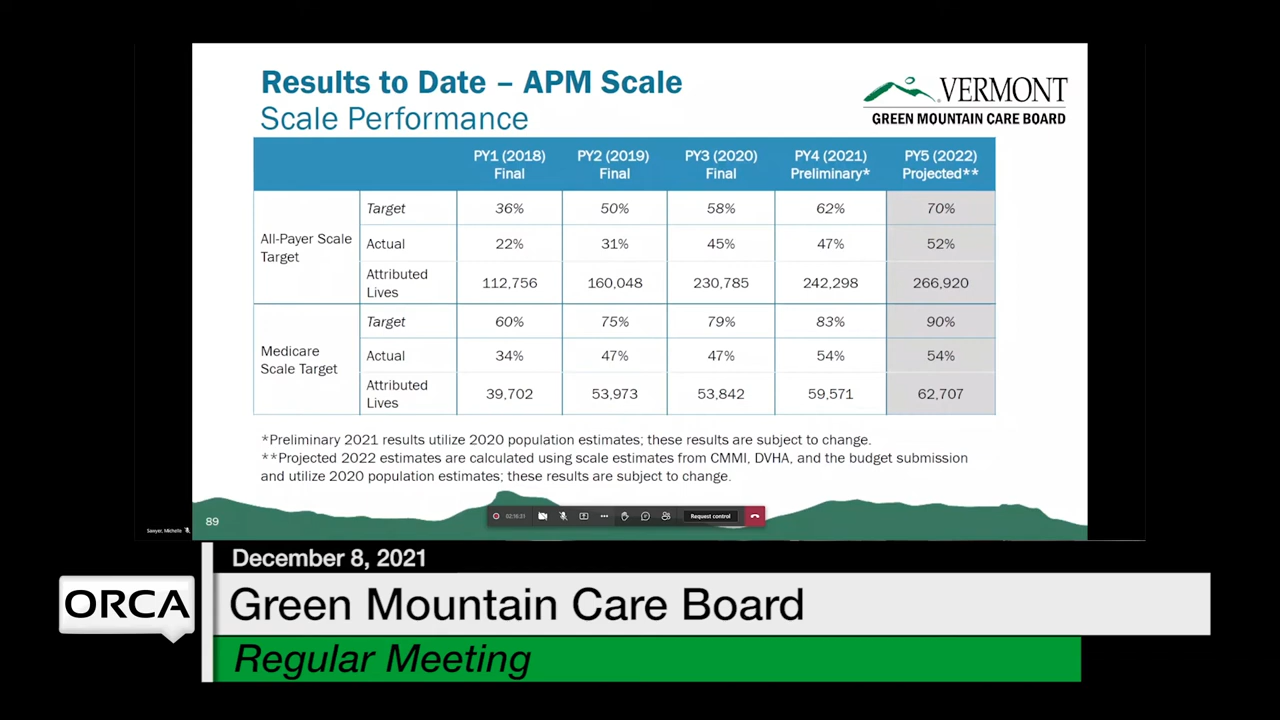 Results to Date – APM Scale
Scale Performance
VERMONT
GREEN MOUNTAIN CARE BOARD
PY1 (2018) Final PY2 (2019) Final PY3 (2020) Final PY4 (2021) Preliminary* PY5 (2022) Projected**
All-Payer Scale Target
Target 36% 50% 58% 62% 70%
Actual 22% 31% 45% 47% 52%
Attributed Lives 112,756 160,048 230,785 242,298 266,920
Medicare Scale Target
Target 60% 75% 79% 83% 90%
Actual 34% 47% 47% 54% 54%
Attributed Lives 39,702 53,973 53,842 59,571 62,707
*Preliminary 2021 results utilize 2020 population estimates; these results are subject to change.
**Projected 2022 estimates are calculated using scale estimates from CMMI, DVHA, and the budget submission
and utilize 2020 population estimates; these results are subject to change.
89
02:16:31
Request control
Sawyer, Michelle
December 8, 2021
ORCA
Green Mountain Care Board
Regular Meeting